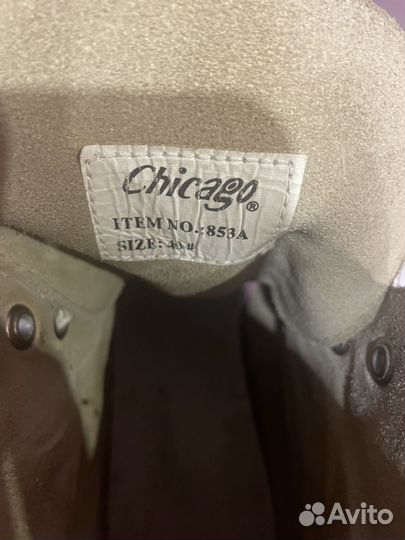 Chicago®
ITEM NO.:853A
SIZE: 40#
Avito